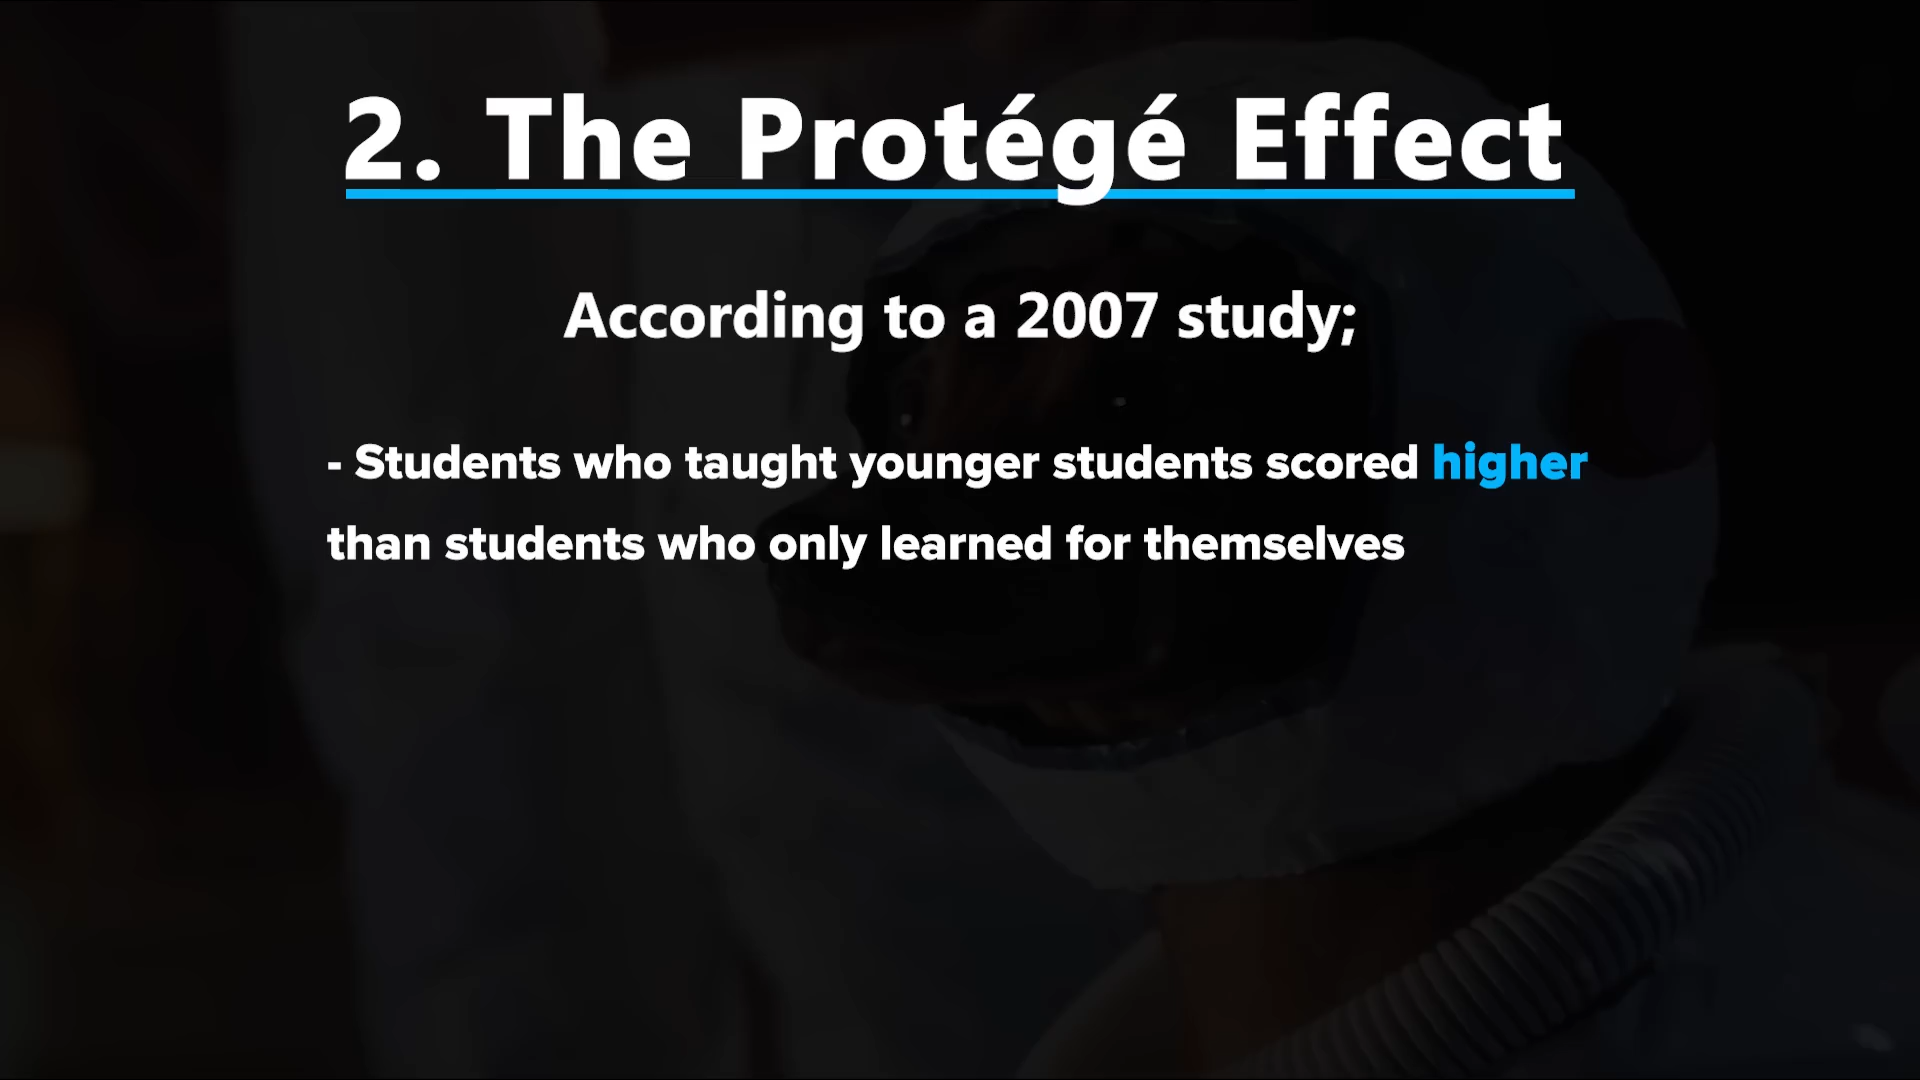 2. The Protégé Effect
According to a 2007 study;
- Students who taught younger students scored higher
than students who only learned for themselves